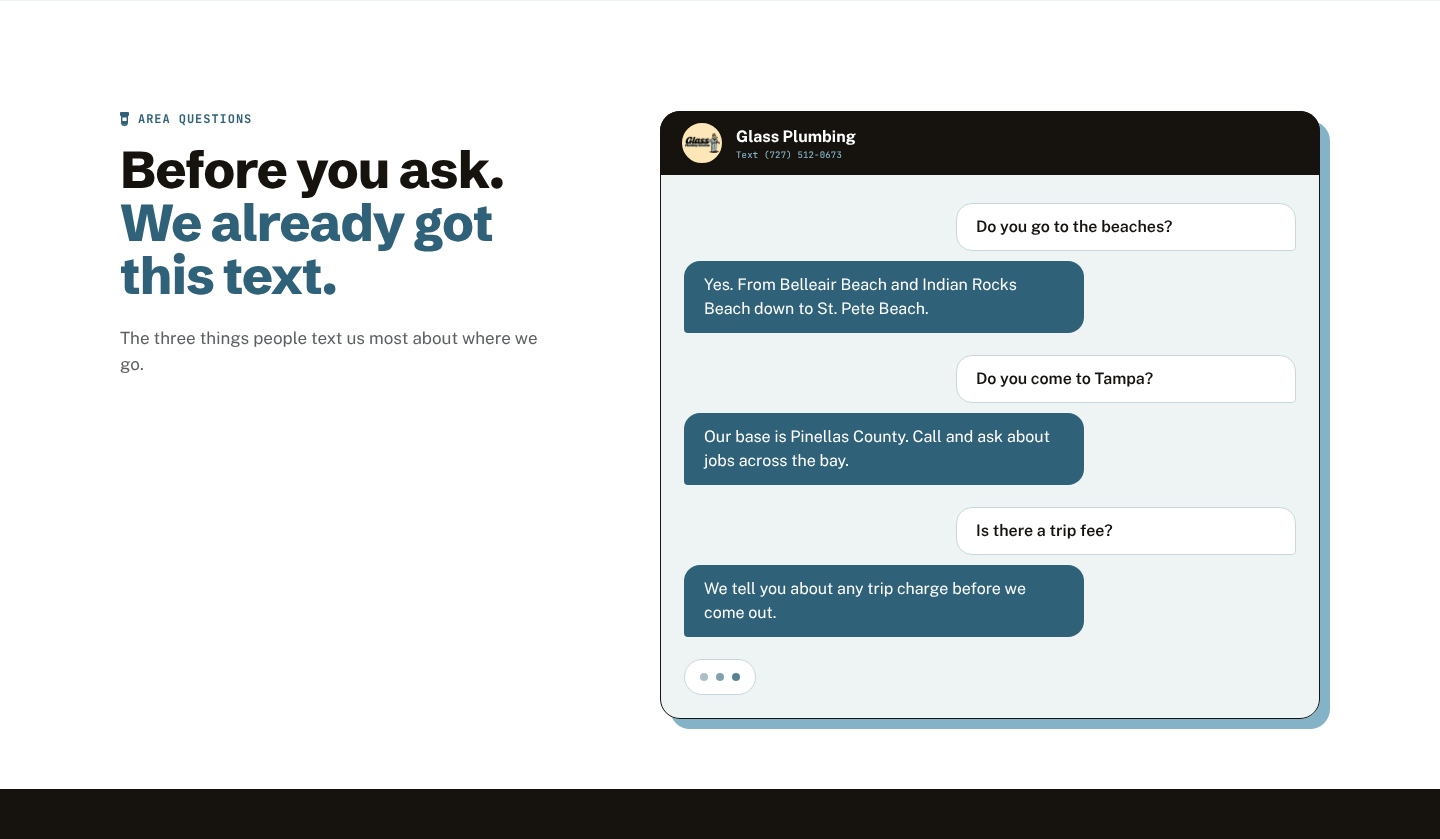 AREA QUESTIONS
Before you ask.
We already got
this text.
The three things people text us most about where we
go.
Glass
Glass Plumbing
Text (727) 512-0673
Do you go to the beaches?
Yes. From Belleair Beach and Indian Rocks
Beach down to St. Pete Beach.
Do you come to Tampa?
Our base is Pinellas County. Call and ask about
jobs across the bay.
Is there a trip fee?
We tell you about any trip charge before we
come out.